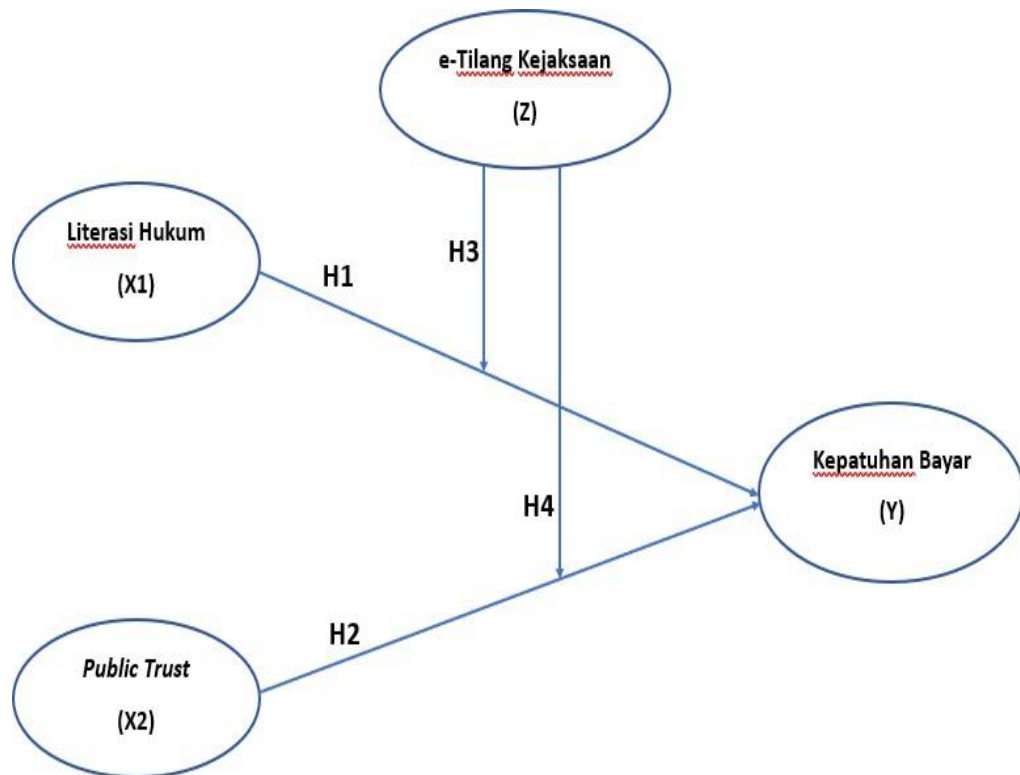 e-Tilang Kejaksaan
(Z)
Literasi Hukum
(X1)
H1
H3
H4
Kepatuhan Bayar
(Y)
H2
Public Trust
(X2)